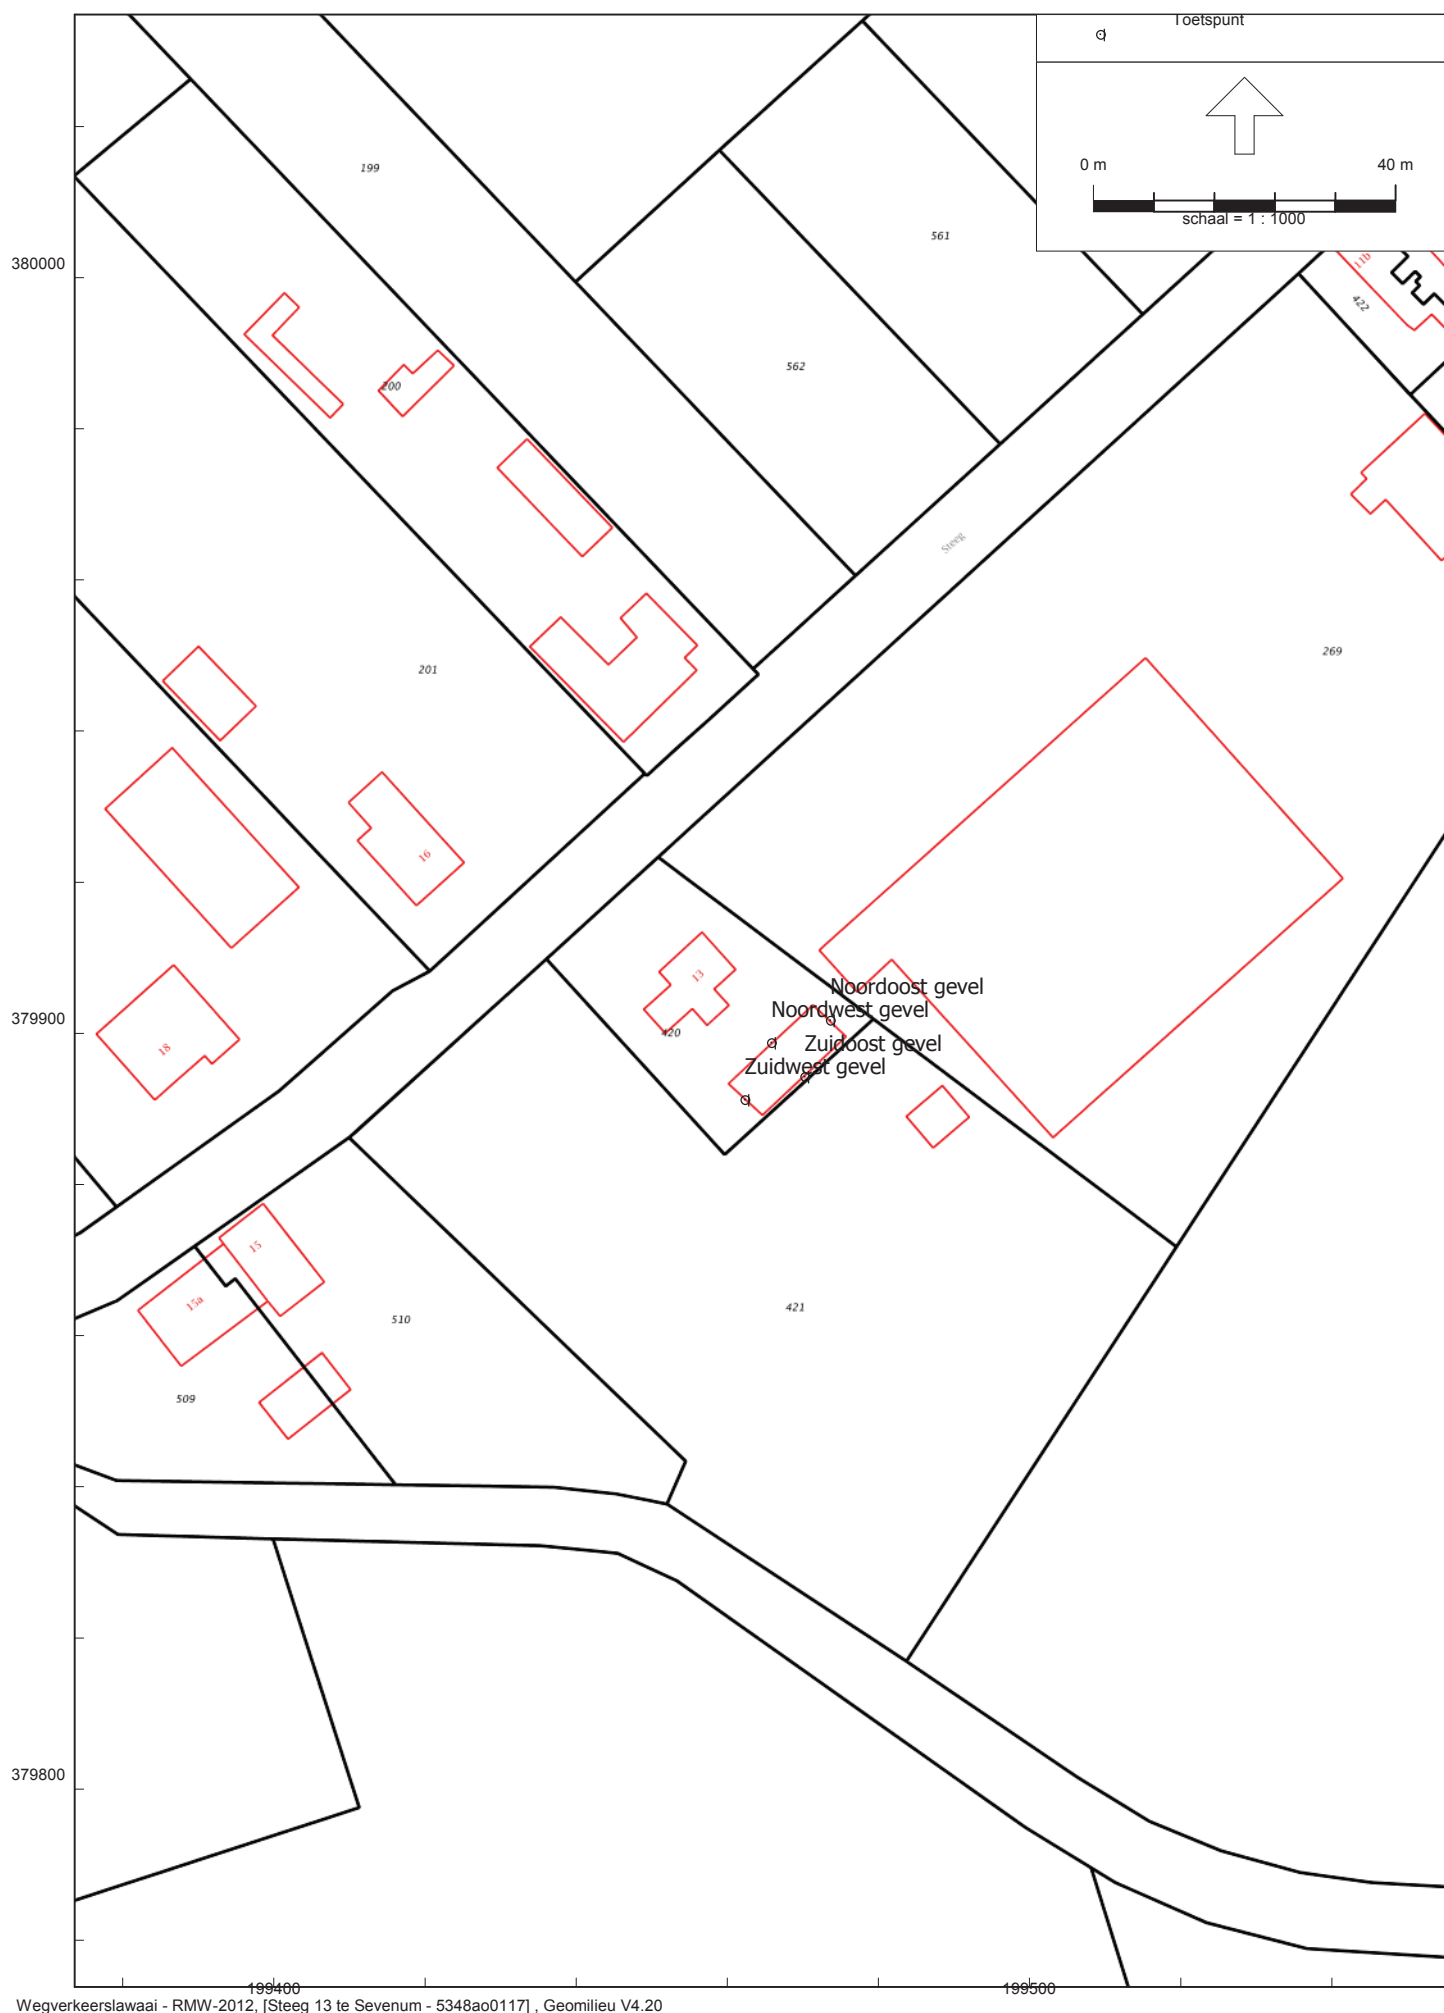 Toetspunt
0 m 40 m
schaal = 1 : 1000
199
561
380000
11b
422
562
200
Steeg
269
201
16
13
Noordoost gevel
Noordwest gevel
379900
420
18
Zuidoost gevel
Zuidwest gevel
15
15a
421
510
509
379800
199400 199500
Wegverkeerslawaai - RMW-2012, [Steeg 13 te Sevenum - 5348ao0117] , Geomilieu V4.20